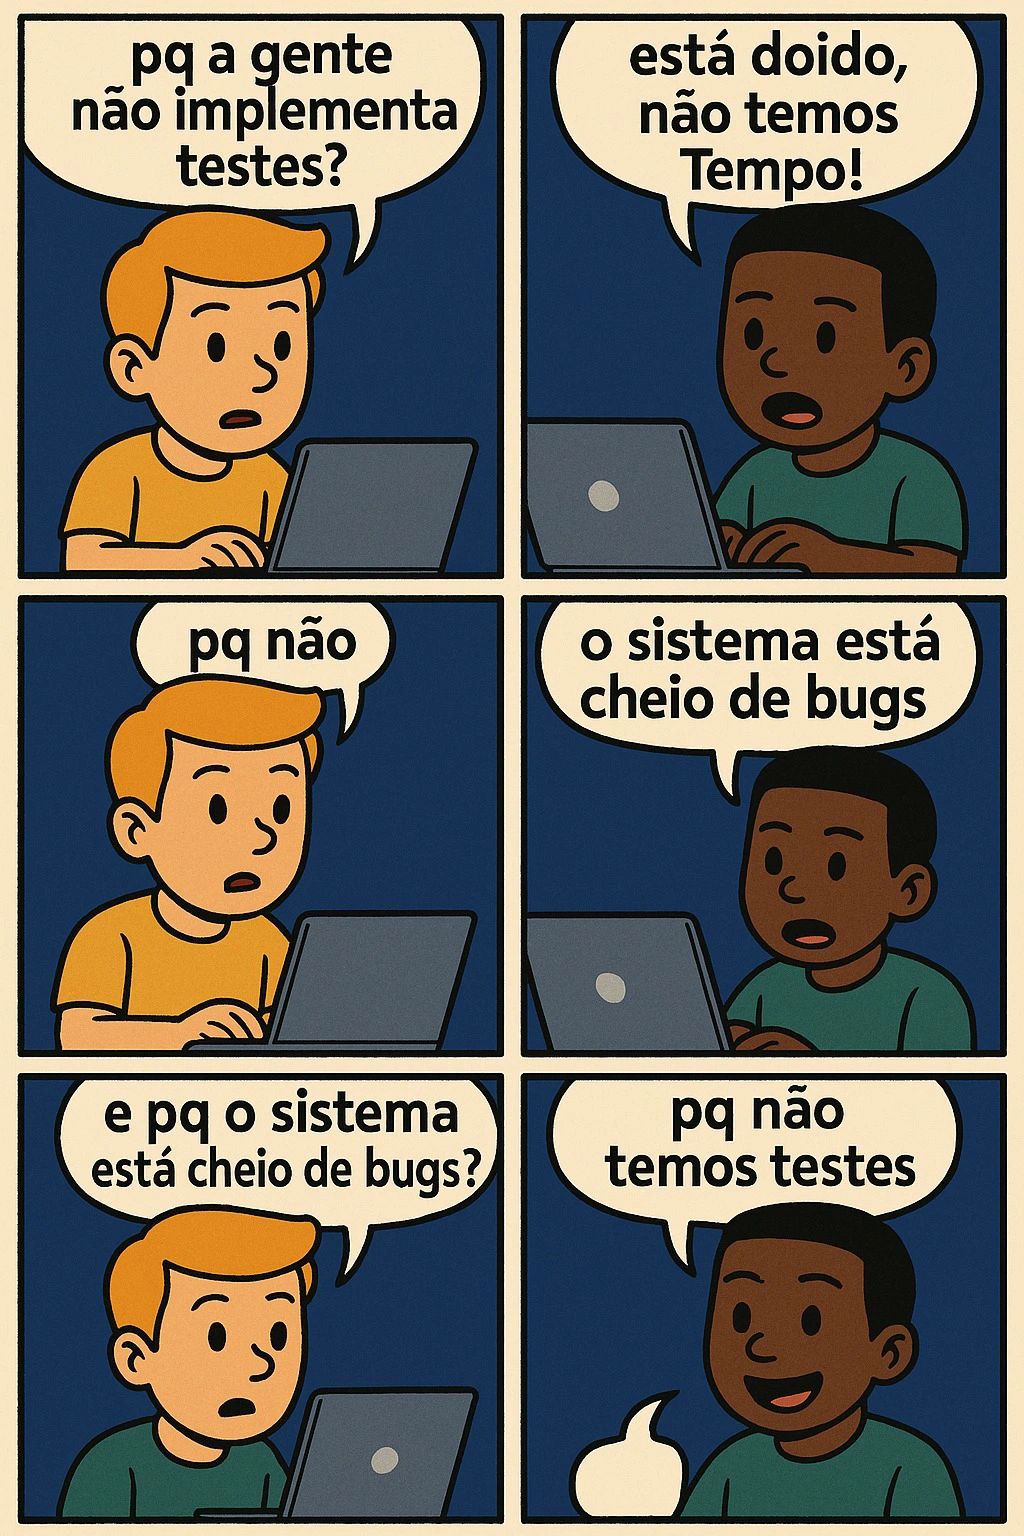 pq a gente
não implementa
testes?
está doido,
não temos
Tempo!
pq não
o sistema está
cheio de bugs
e pq o sistema
está cheio de bugs?
pq não
temos testes